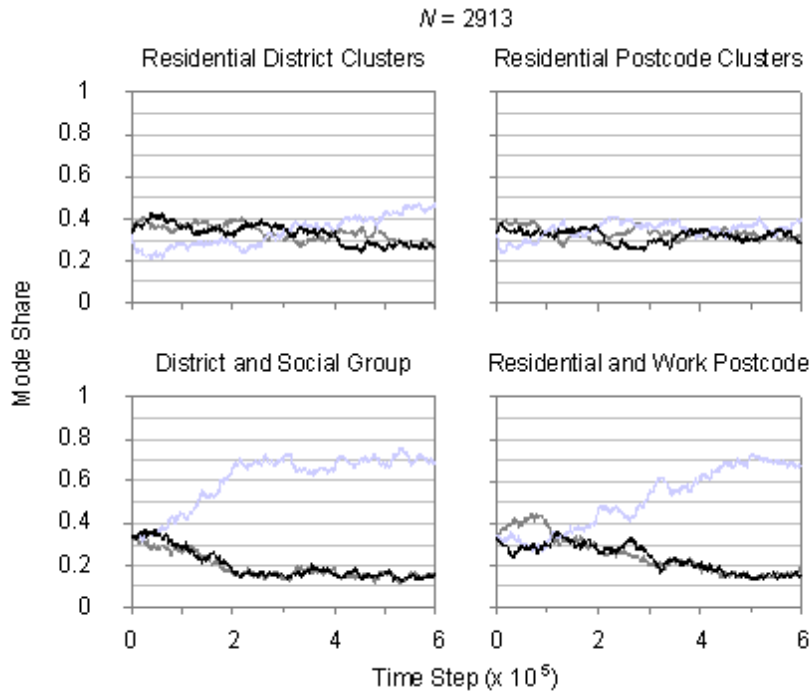 N = 2913
Residential District Clusters
Residential Postcode Clusters
1
0.8
0.6
0.4
0.2
0
Mode Share
District and Social Group
Residential and Work Postcode
1
0.8
0.6
0.4
0.2
0
0 2 4 6
0 2 4 6
Time Step (x 10⁵)